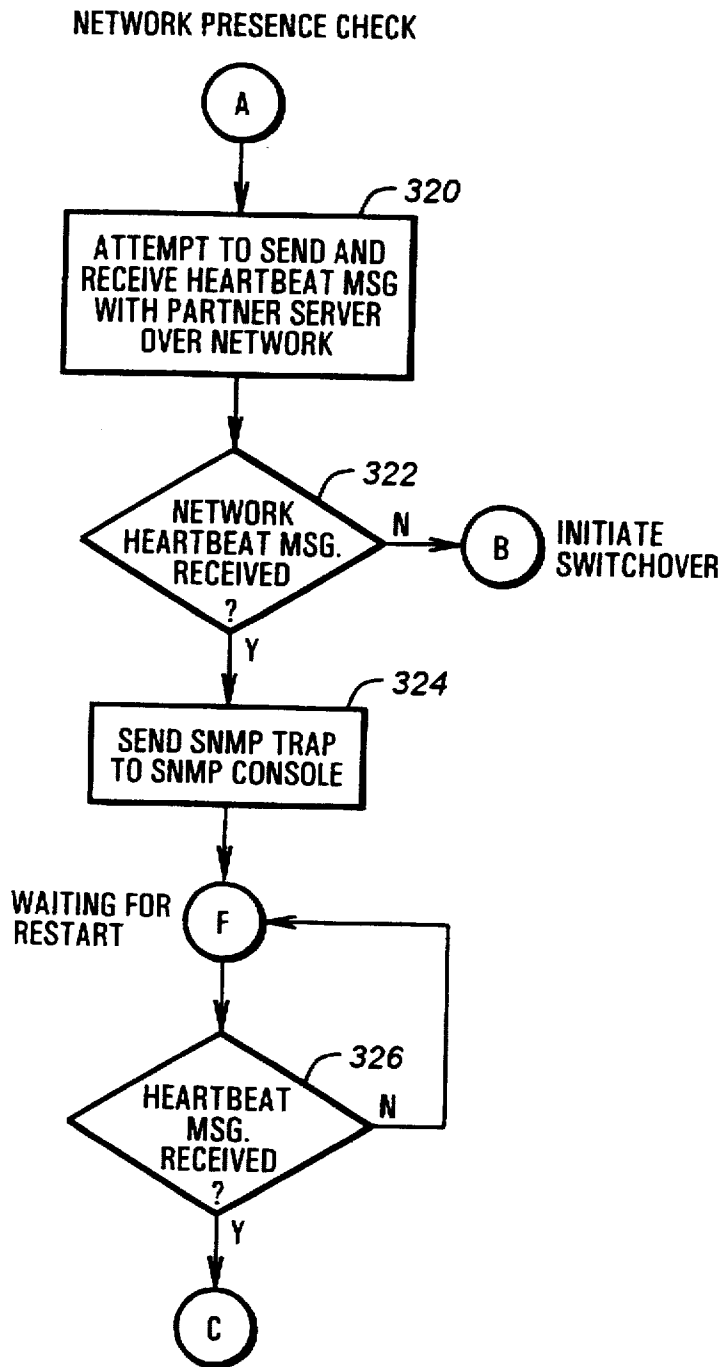 NETWORK PRESENCE CHECK
A
320
ATTEMPT TO SEND AND
RECEIVE HEARTBEAT MSG
WITH PARTNER SERVER
OVER NETWORK
322
NETWORK
HEARTBEAT MSG.
RECEIVED
?
N
B
INITIATE
SWITCHOVER
Y
324
SEND SNMP TRAP
TO SNMP CONSOLE
WAITING FOR
RESTART
F
326
HEARTBEAT
MSG.
RECEIVED
?
N
Y
C